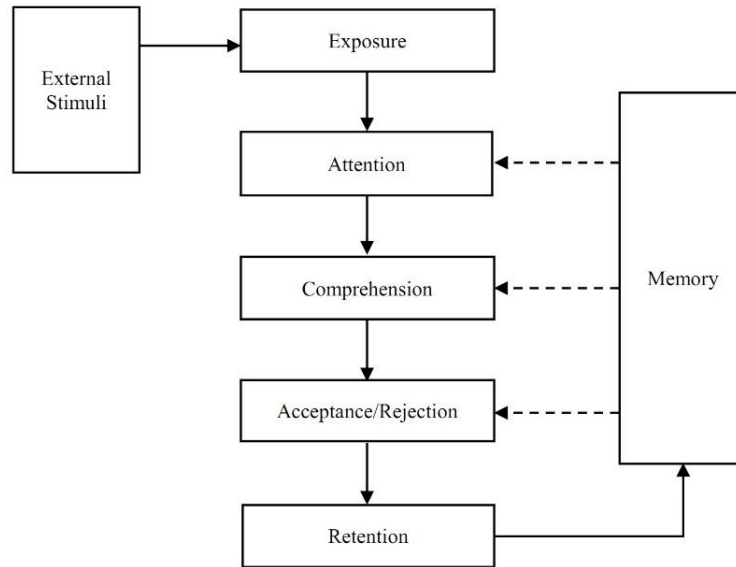 External
Stimuli
Exposure
Attention
Comprehension
Acceptance/Rejection
Retention
Memory